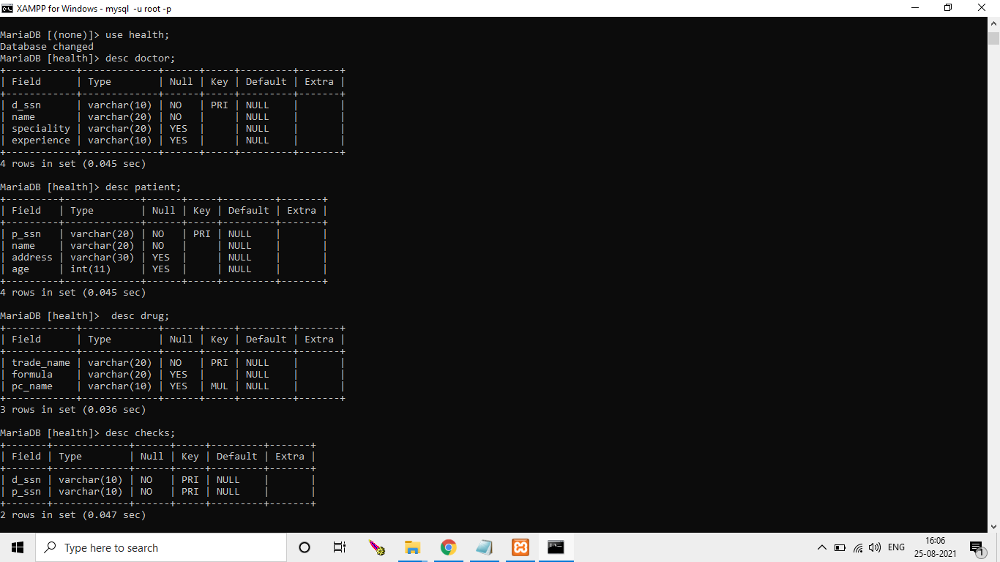 XAMPP for Windows - mysql -u root -p
MariaDB [(none)]> use health;
Database changed
MariaDB [health]> desc doctor;
+------------+-------------+------+-----+---------+-------+
| Field      | Type        | Null | Key | Default | Extra |
+------------+-------------+------+-----+---------+-------+
| d_ssn      | varchar(10) | NO   | PRI | NULL    |       |
| name       | varchar(20) | NO   |     | NULL    |       |
| speciality | varchar(20) | YES  |     | NULL    |       |
| experience | varchar(10) | YES  |     | NULL    |       |
+------------+-------------+------+-----+---------+-------+
4 rows in set (0.045 sec)
MariaDB [health]> desc patient;
+---------+-------------+------+-----+---------+-------+
| Field   | Type        | Null | Key | Default | Extra |
+---------+-------------+------+-----+---------+-------+
| p_ssn   | varchar(20) | NO   | PRI | NULL    |       |
| name    | varchar(20) | NO   |     | NULL    |       |
| address | varchar(30) | YES  |     | NULL    |       |
| age     | int(11)     | YES  |     | NULL    |       |
+---------+-------------+------+-----+---------+-------+
4 rows in set (0.045 sec)
MariaDB [health]>  desc drug;
+------------+-------------+------+-----+---------+-------+
| Field      | Type        | Null | Key | Default | Extra |
+------------+-------------+------+-----+---------+-------+
| trade_name | varchar(20) | NO   | PRI | NULL    |       |
| formula    | varchar(20) | YES  |     | NULL    |       |
| pc_name    | varchar(10) | YES  | MUL | NULL    |       |
+------------+-------------+------+-----+---------+-------+
3 rows in set (0.036 sec)
MariaDB [health]> desc checks;
+-------+-------------+------+-----+---------+-------+
| Field | Type        | Null | Key | Default | Extra |
+-------+-------------+------+-----+---------+-------+
| d_ssn | varchar(10) | NO   | PRI | NULL    |       |
| p_ssn | varchar(10) | NO   | PRI | NULL    |       |
+-------+-------------+------+-----+---------+-------+
2 rows in set (0.047 sec)
Type here to search
ENG
16:06
25-08-2021
1